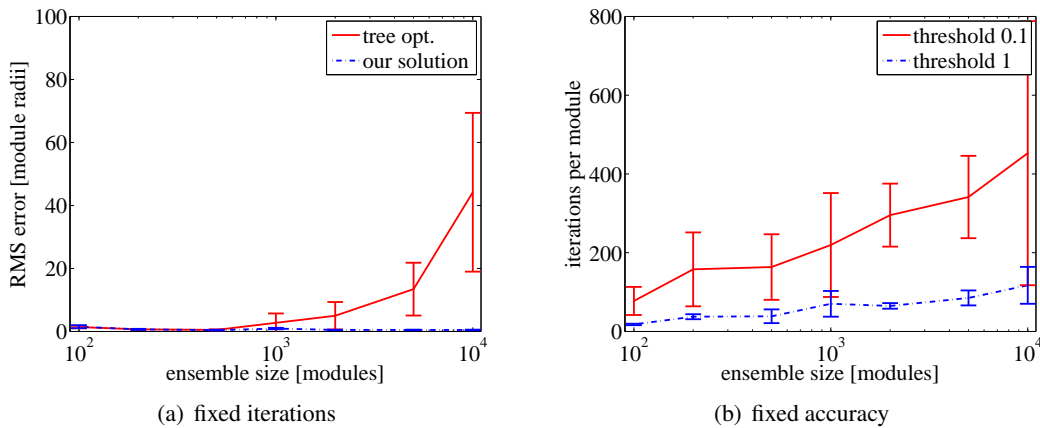 100
80
60
40
20
0
RMS error [module radii]
tree opt.
our solution
10^2
10^3
10^4
ensemble size [modules]
(a) fixed iterations
800
600
400
200
0
iterations per module
threshold 0.1
threshold 1
10^2
10^3
10^4
ensemble size [modules]
(b) fixed accuracy